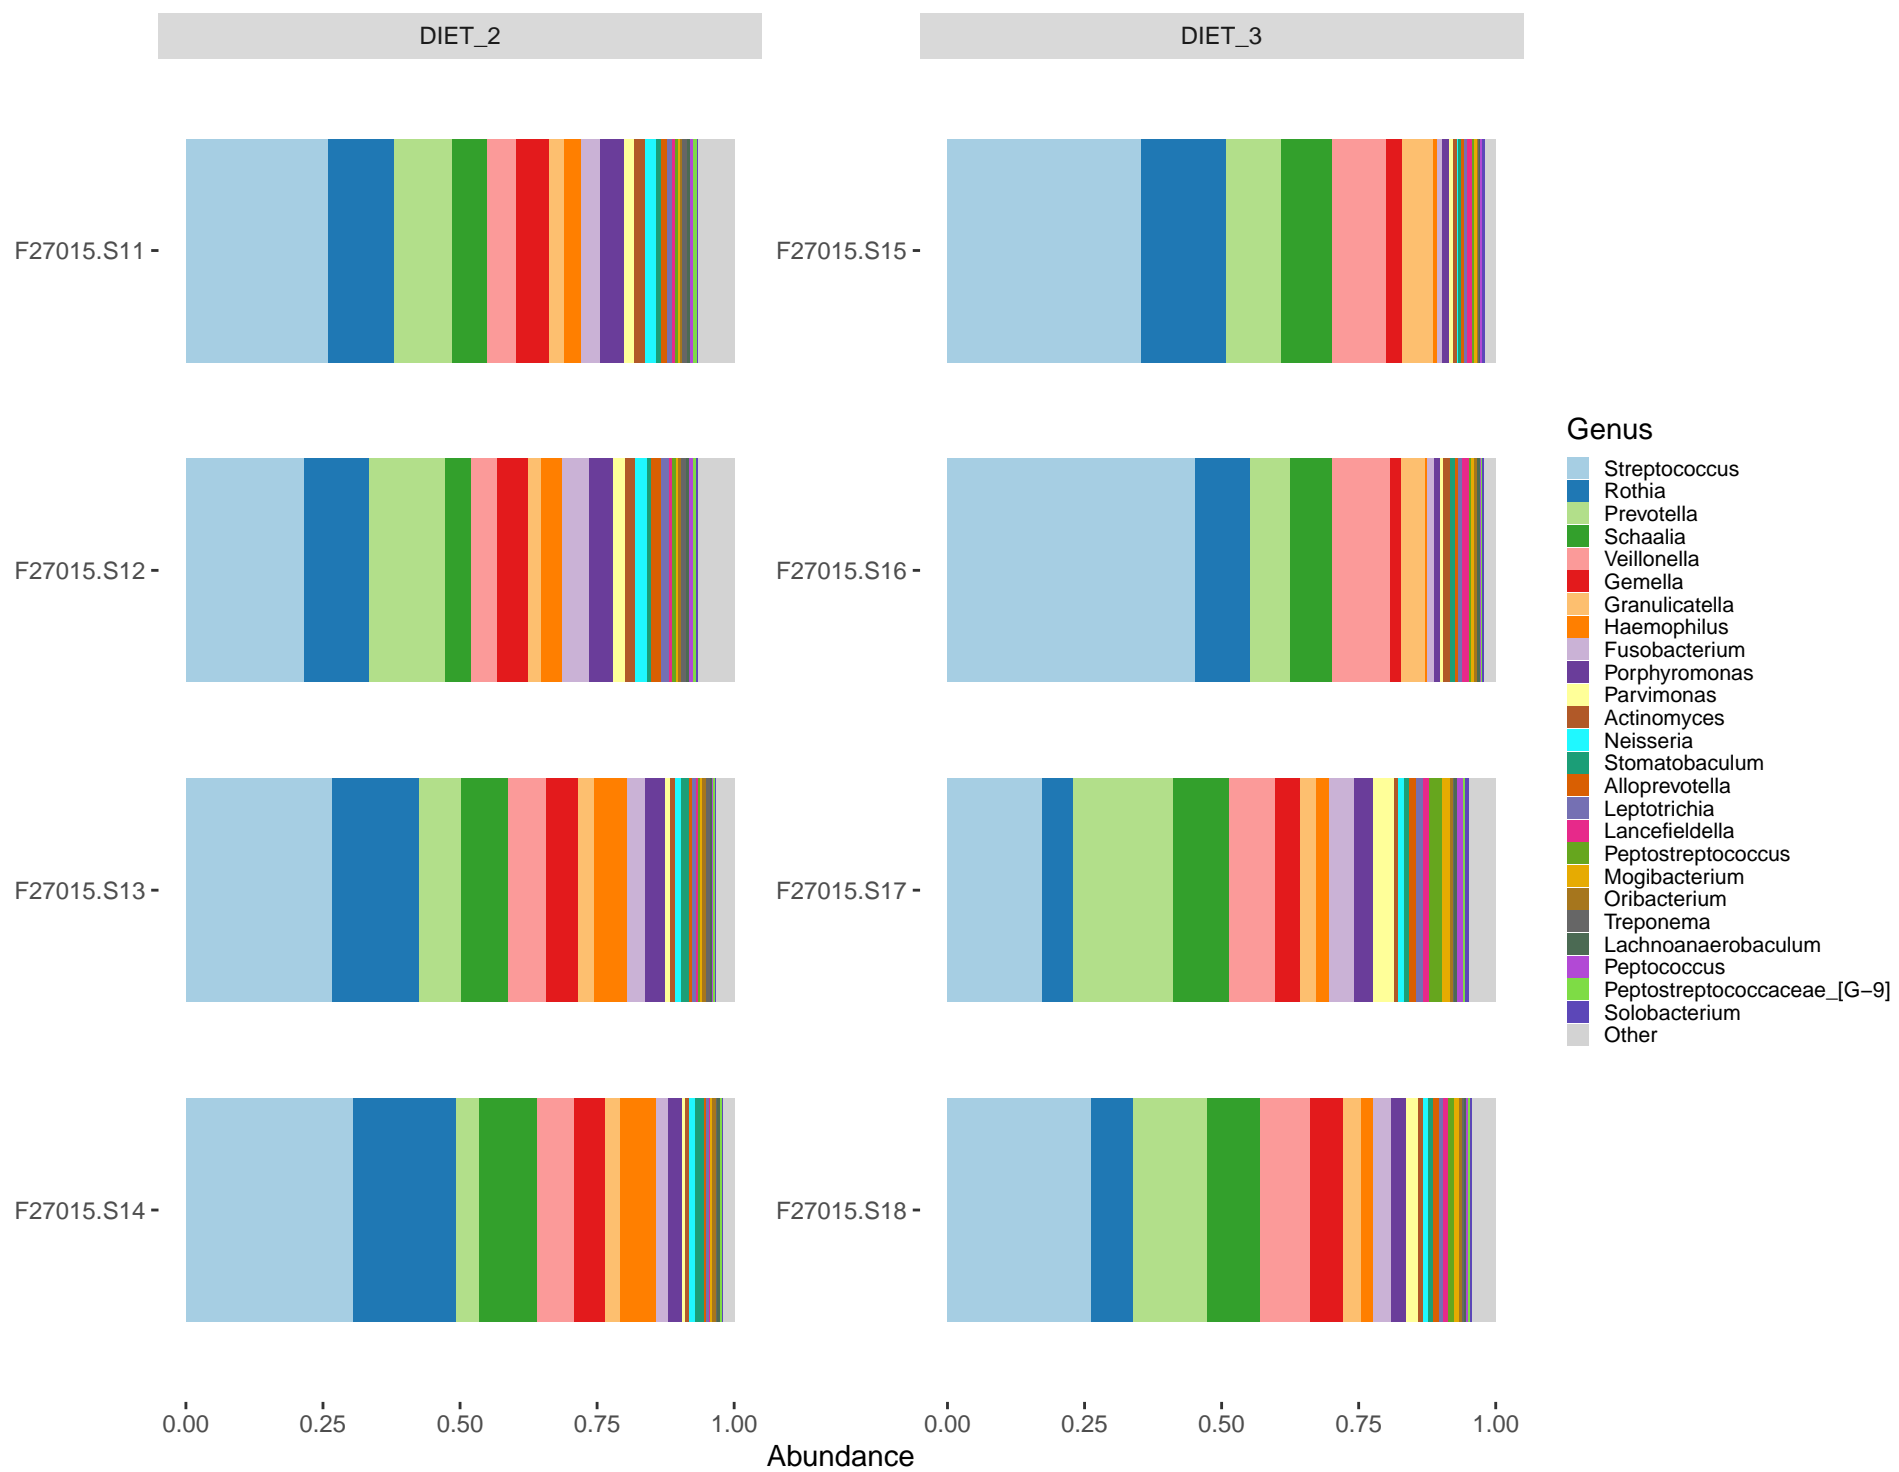 DIET_2
DIET_3
F27015.S11
F27015.S15
F27015.S12
F27015.S16
F27015.S13
F27015.S17
F27015.S14
F27015.S18
0.00 0.25 0.50 0.75 1.00
0.00 0.25 0.50 0.75 1.00
Abundance
Genus
Streptococcus
Rothia
Prevotella
Schaalia
Veillonella
Gemella
Granulicatella
Haemophilus
Fusobacterium
Porphyromonas
Parvimonas
Actinomyces
Neisseria
Stomatobaculum
Alloprevotella
Leptotrichia
Lancefieldella
Peptostreptococcus
Mogibacterium
Oribacterium
Treponema
Lachnoanaerobaculum
Peptococcus
Peptostreptococcaceae_[G−9]
Solobacterium
Other